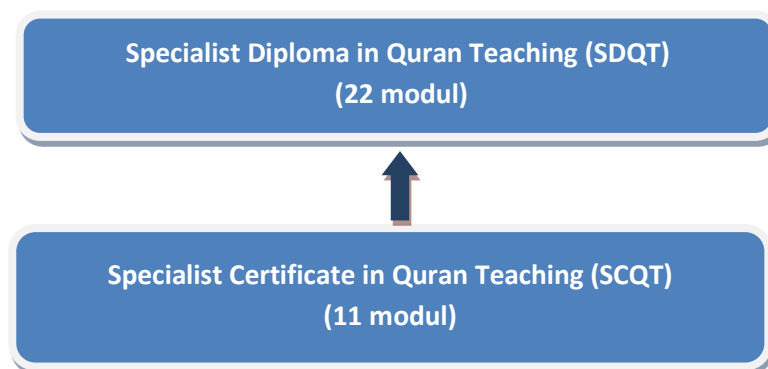 Specialist Diploma in Quran Teaching (SDQT)
(22 modul)
Specialist Certificate in Quran Teaching (SCQT)
(11 modul)